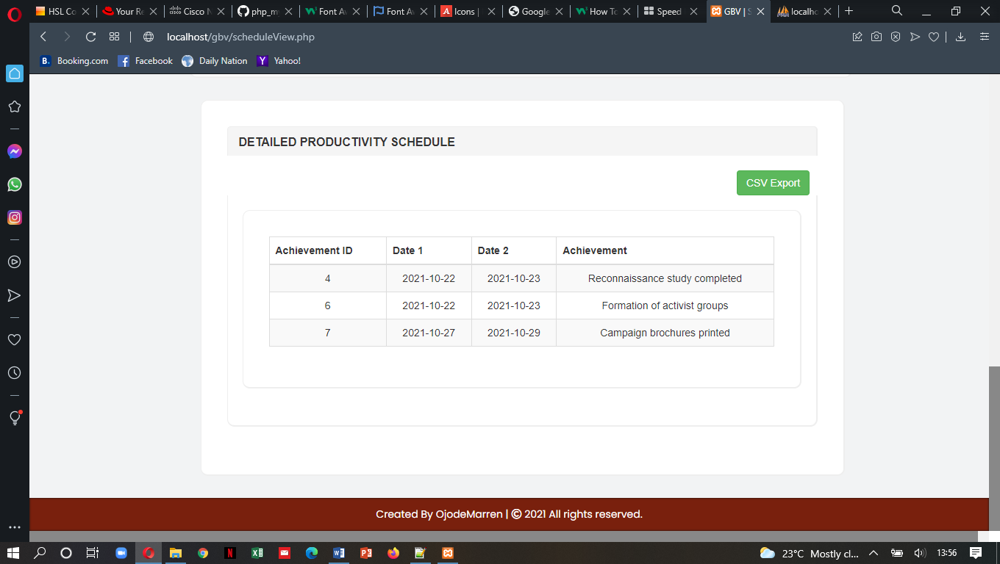 HSL Co
Your Re
Cisco N
php_my
Font Aw
Font Aw
Icons |
Google
How To
Speed
GBV | S
localho
localhost/gbv/scheduleView.php
B. Booking.com
Facebook
Daily Nation
Y Yahoo!
DETAILED PRODUCTIVITY SCHEDULE
CSV Export
Achievement ID Date 1 Date 2 Achievement
4 2021-10-22 2021-10-23 Reconnaissance study completed
6 2021-10-22 2021-10-23 Formation of activist groups
7 2021-10-27 2021-10-29 Campaign brochures printed
Created By OjodeMarren | © 2021 All rights reserved.
23°C Mostly cl...
13:56